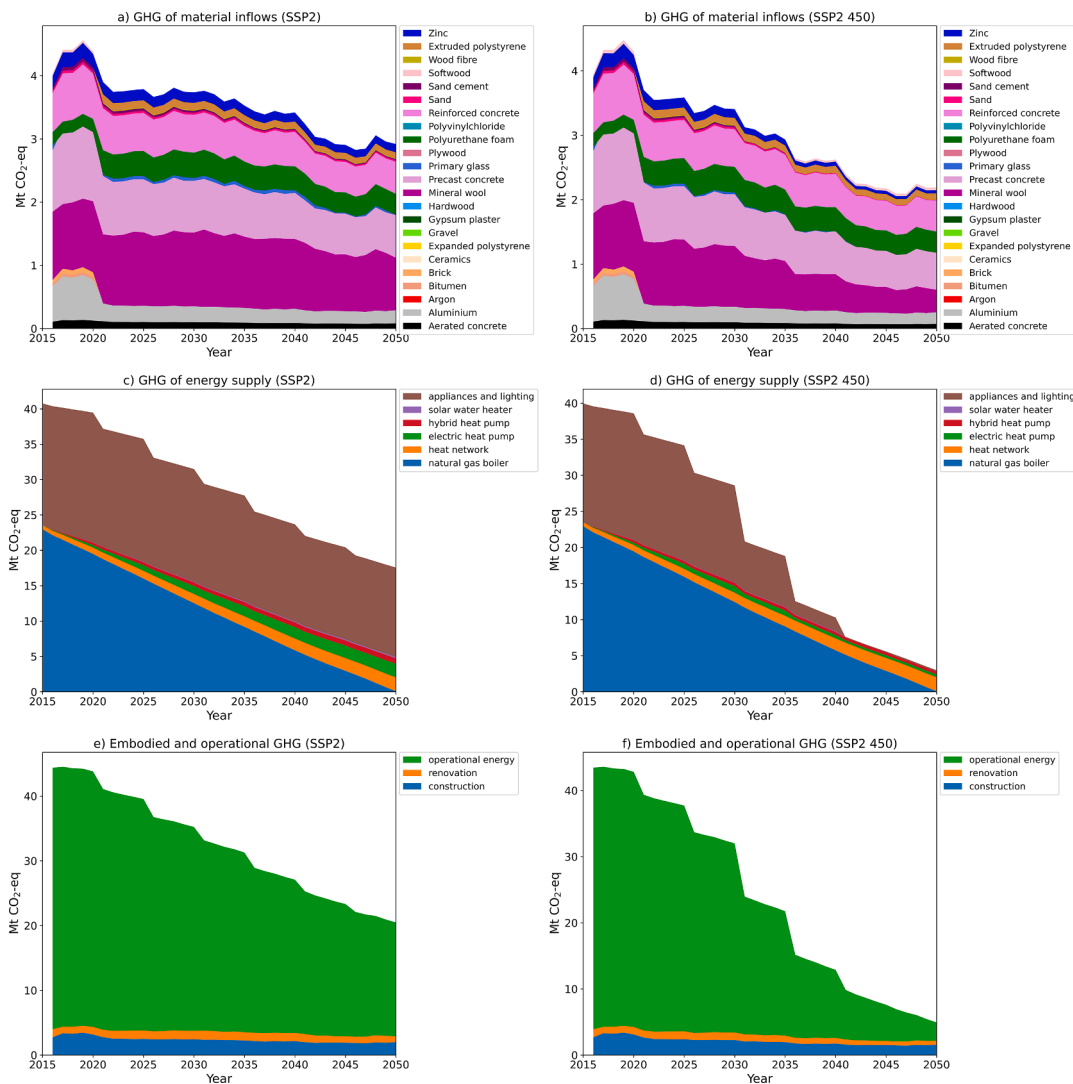 a) GHG of material inflows (SSP2)
Mt CO₂-eq
4
3
2
1
0
2015 2020 2025 2030 2035 2040 2045 2050
Year
Zinc
Extruded polystyrene
Wood fibre
Softwood
Sand cement
Sand
Reinforced concrete
Polyvinylchloride
Polyurethane foam
Plywood
Primary glass
Precast concrete
Mineral wool
Hardwood
Gypsum plaster
Gravel
Expanded polystyrene
Ceramics
Brick
Bitumen
Argon
Aluminium
Aerated concrete
b) GHG of material inflows (SSP2 450)
Mt CO₂-eq
4
3
2
1
0
2015 2020 2025 2030 2035 2040 2045 2050
Year
Zinc
Extruded polystyrene
Wood fibre
Softwood
Sand cement
Sand
Reinforced concrete
Polyvinylchloride
Polyurethane foam
Plywood
Primary glass
Precast concrete
Mineral wool
Hardwood
Gypsum plaster
Gravel
Expanded polystyrene
Ceramics
Brick
Bitumen
Argon
Aluminium
Aerated concrete
c) GHG of energy supply (SSP2)
Mt CO₂-eq
40
35
30
25
20
15
10
5
0
2015 2020 2025 2030 2035 2040 2045 2050
Year
appliances and lighting
solar water heater
hybrid heat pump
electric heat pump
heat network
natural gas boiler
d) GHG of energy supply (SSP2 450)
Mt CO₂-eq
40
35
30
25
20
15
10
5
0
2015 2020 2025 2030 2035 2040 2045 2050
Year
appliances and lighting
solar water heater
hybrid heat pump
electric heat pump
heat network
natural gas boiler
e) Embodied and operational GHG (SSP2)
Mt CO₂-eq
40
30
20
10
0
2015 2020 2025 2030 2035 2040 2045 2050
Year
operational energy
renovation
construction
f) Embodied and operational GHG (SSP2 450)
Mt CO₂-eq
40
30
20
10
0
2015 2020 2025 2030 2035 2040 2045 2050
Year
operational energy
renovation
construction